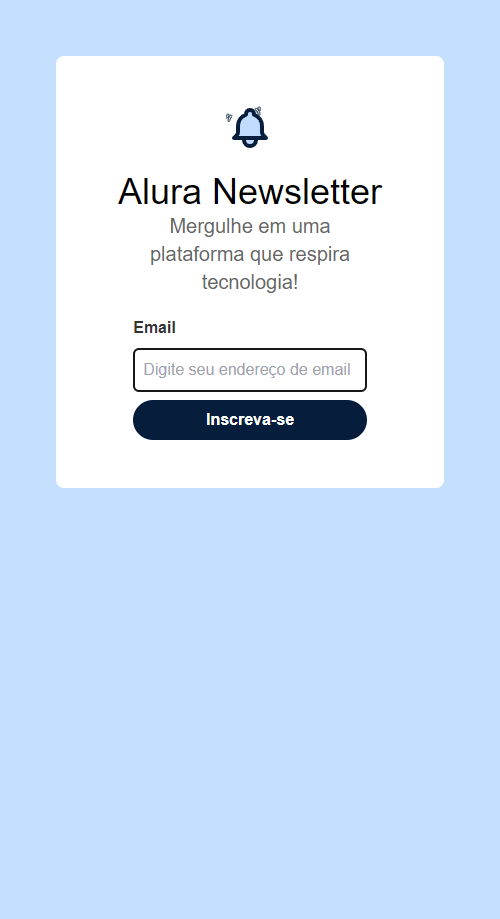 Alura Newsletter
Mergulhe em uma
plataforma que respira
tecnologia!
Email
Digite seu endereço de email
Inscreva-se